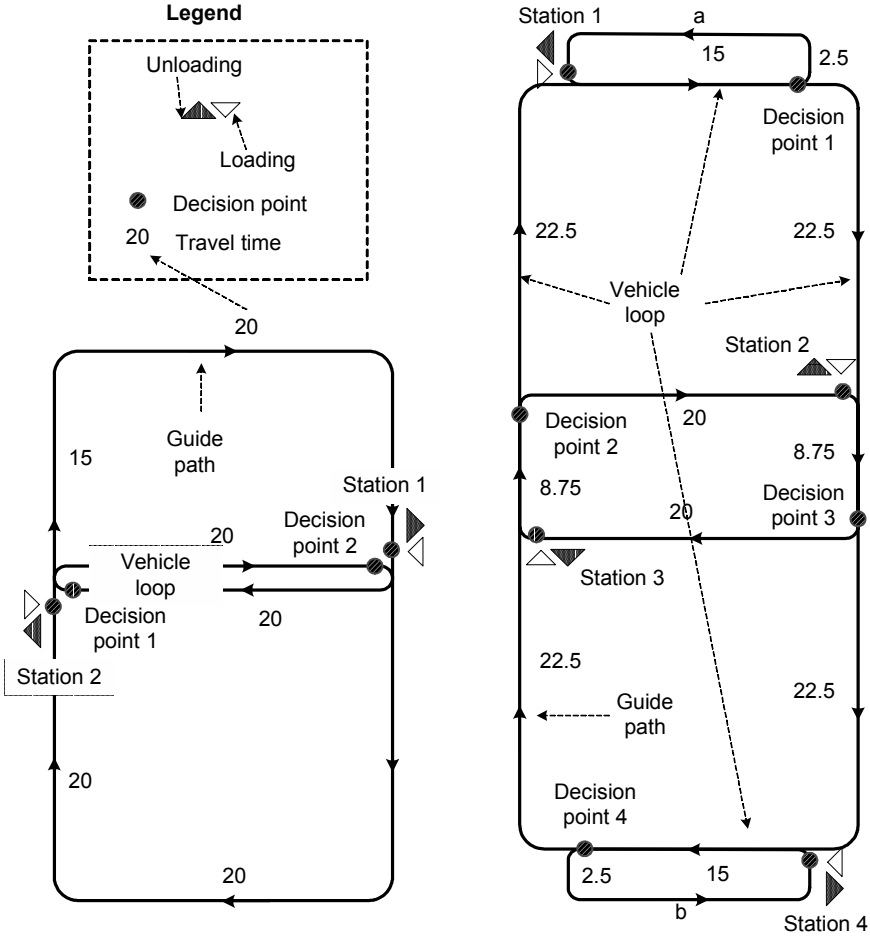 Legend
Unloading
Loading
Decision point
20
Travel time
20
15
Guide
path
Station 1
Decision
point 2
20
Vehicle
loop
20
Decision
point 1
Station 2
20
20
Station 1
a
15
2.5
Decision
point 1
22.5
22.5
Vehicle
loop
Station 2
20
Decision
point 2
8.75
8.75
Decision
point 3
20
Station 3
22.5
22.5
Guide
path
Decision
point 4
2.5
15
b
Station 4